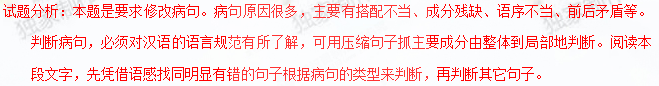 试题分析：本题是要求修改病句。病句原因很多，主要有搭配不当、成分残缺、语序不当、前后矛盾等。
判断病句，必须对汉语的语言规范有所了解，可用压缩句子抓主要成分由整体到局部地判断。阅读本
段文字，先凭借语感找同明显有错的句子根据病句的类型来判断，再判断其它句子。